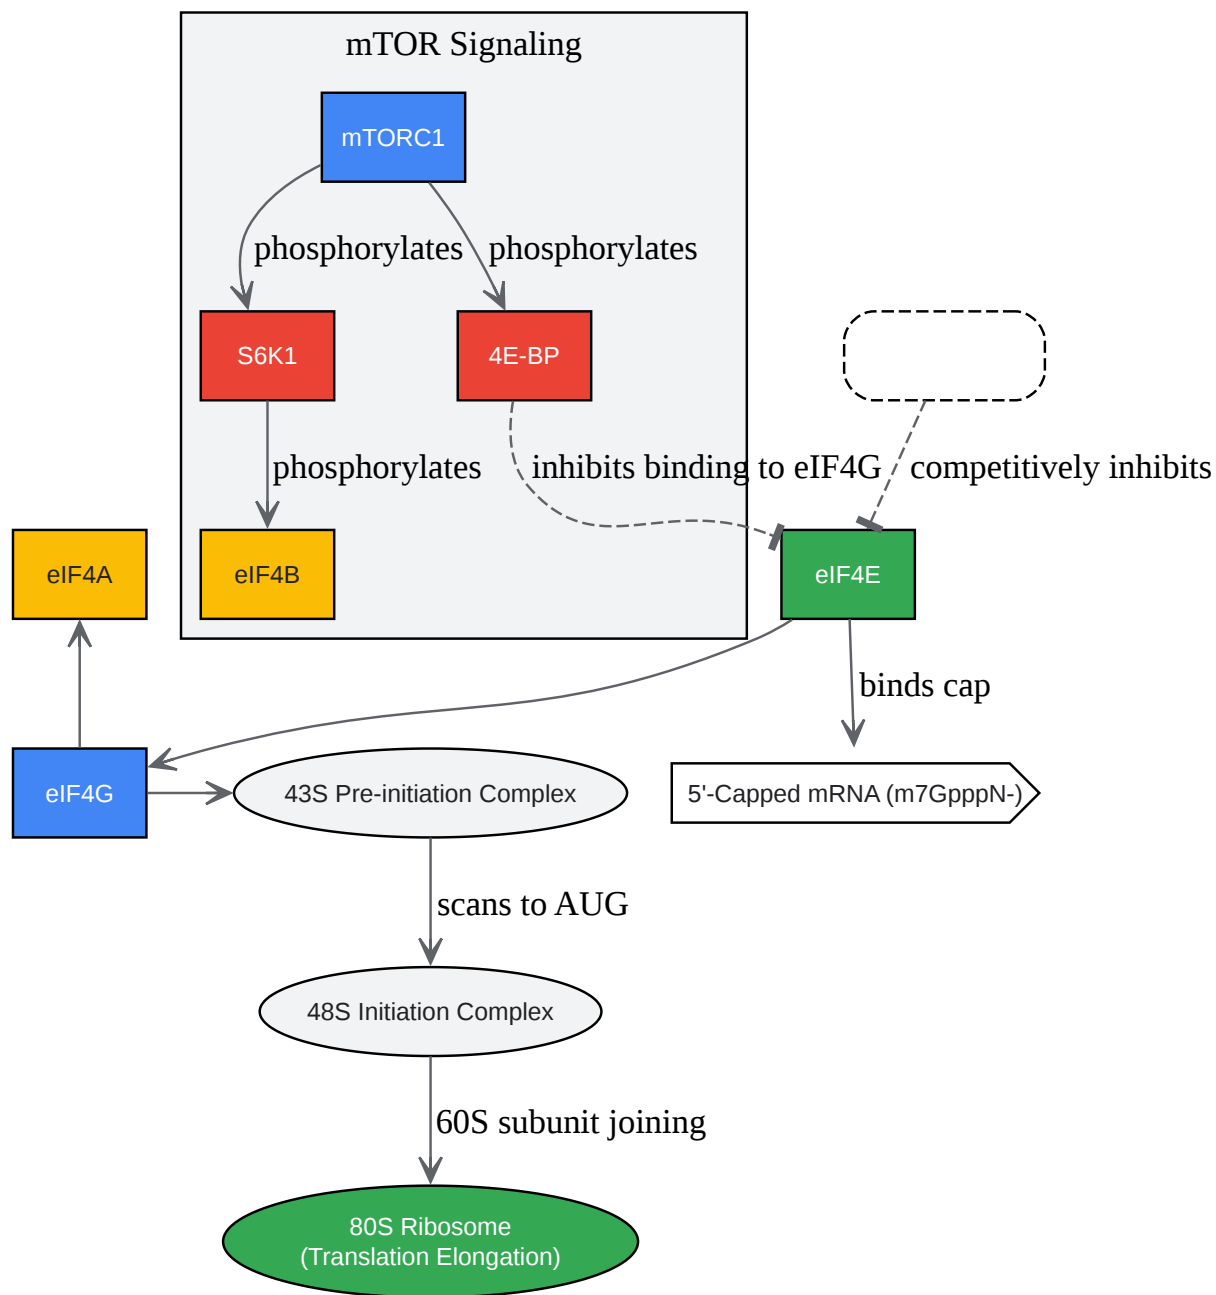 mTOR Signaling
mTORC1
phosphorylates
phosphorylates
S6K1
4E-BP
phosphorylates
inhibits binding to eIF4G
competitively inhibits
eIF4A
eIF4B
eIF4E
binds cap
eIF4G
43S Pre-initiation Complex
5'-Capped mRNA (m7GpppN-)
scans to AUG
48S Initiation Complex
60S subunit joining
80S Ribosome
(Translation Elongation)